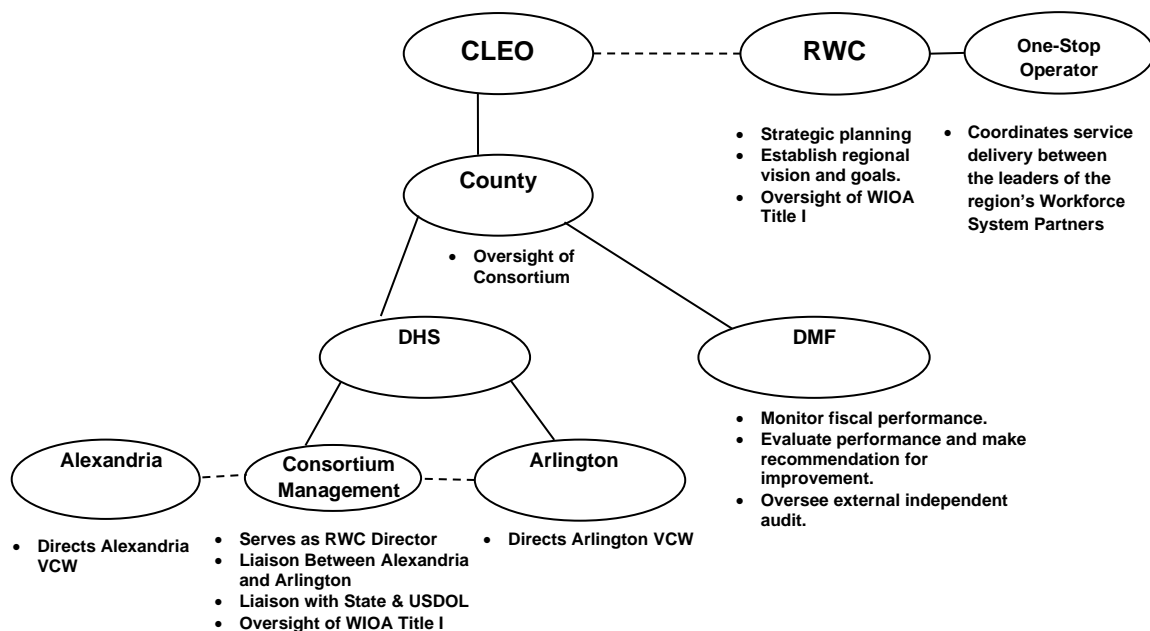 CLEO
RWC
One-Stop
Operator
• Strategic planning
• Establish regional
vision and goals.
• Oversight of WIOA
Title I
• Coordinates service
delivery between
the leaders of the
region's Workforce
System Partners
County
• Oversight of
Consortium
DHS
DMF
• Monitor fiscal performance.
• Evaluate performance and make
recommendation for
improvement.
• Oversee external independent
audit.
Alexandria
Consortium
Management
Arlington
• Directs Alexandria
VCW
• Serves as RWC Director
• Liaison Between Alexandria
and Arlington
• Liaison with State & USDOL
• Oversight of WIOA Title I
• Directs Arlington VCW